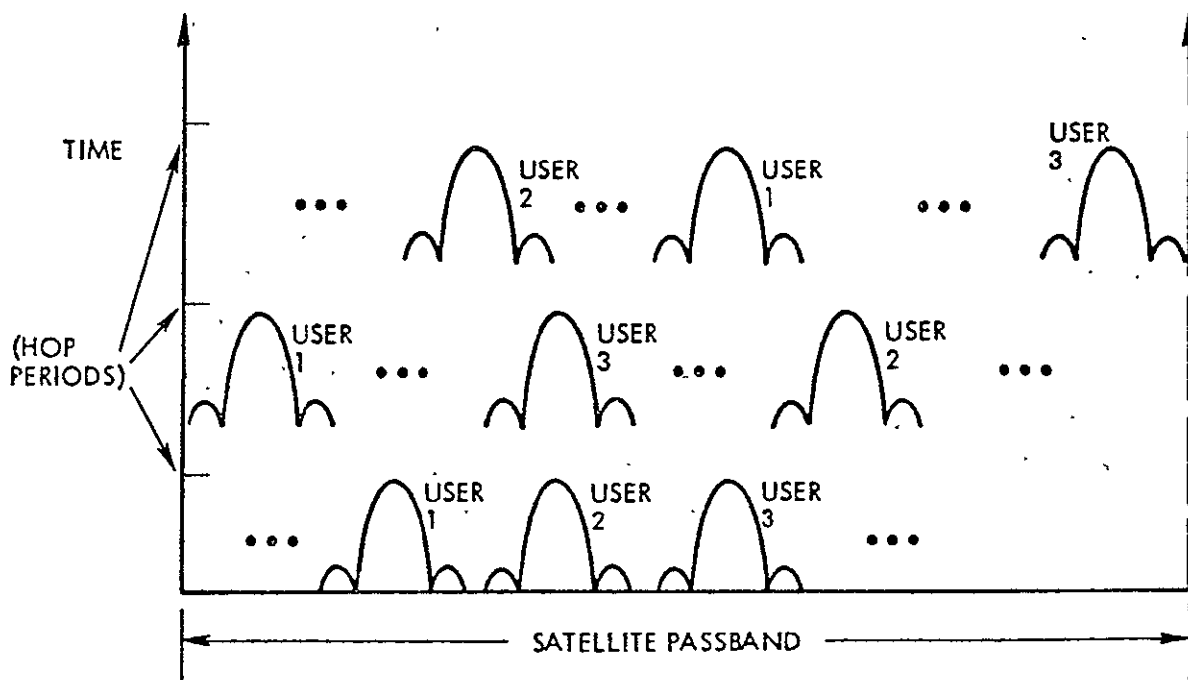 TIME
USER
2
USER
1
USER
3
(HOP
PERIODS)
USER
1
USER
3
USER
2
USER
1
USER
2
USER
3
SATELLITE PASSBAND